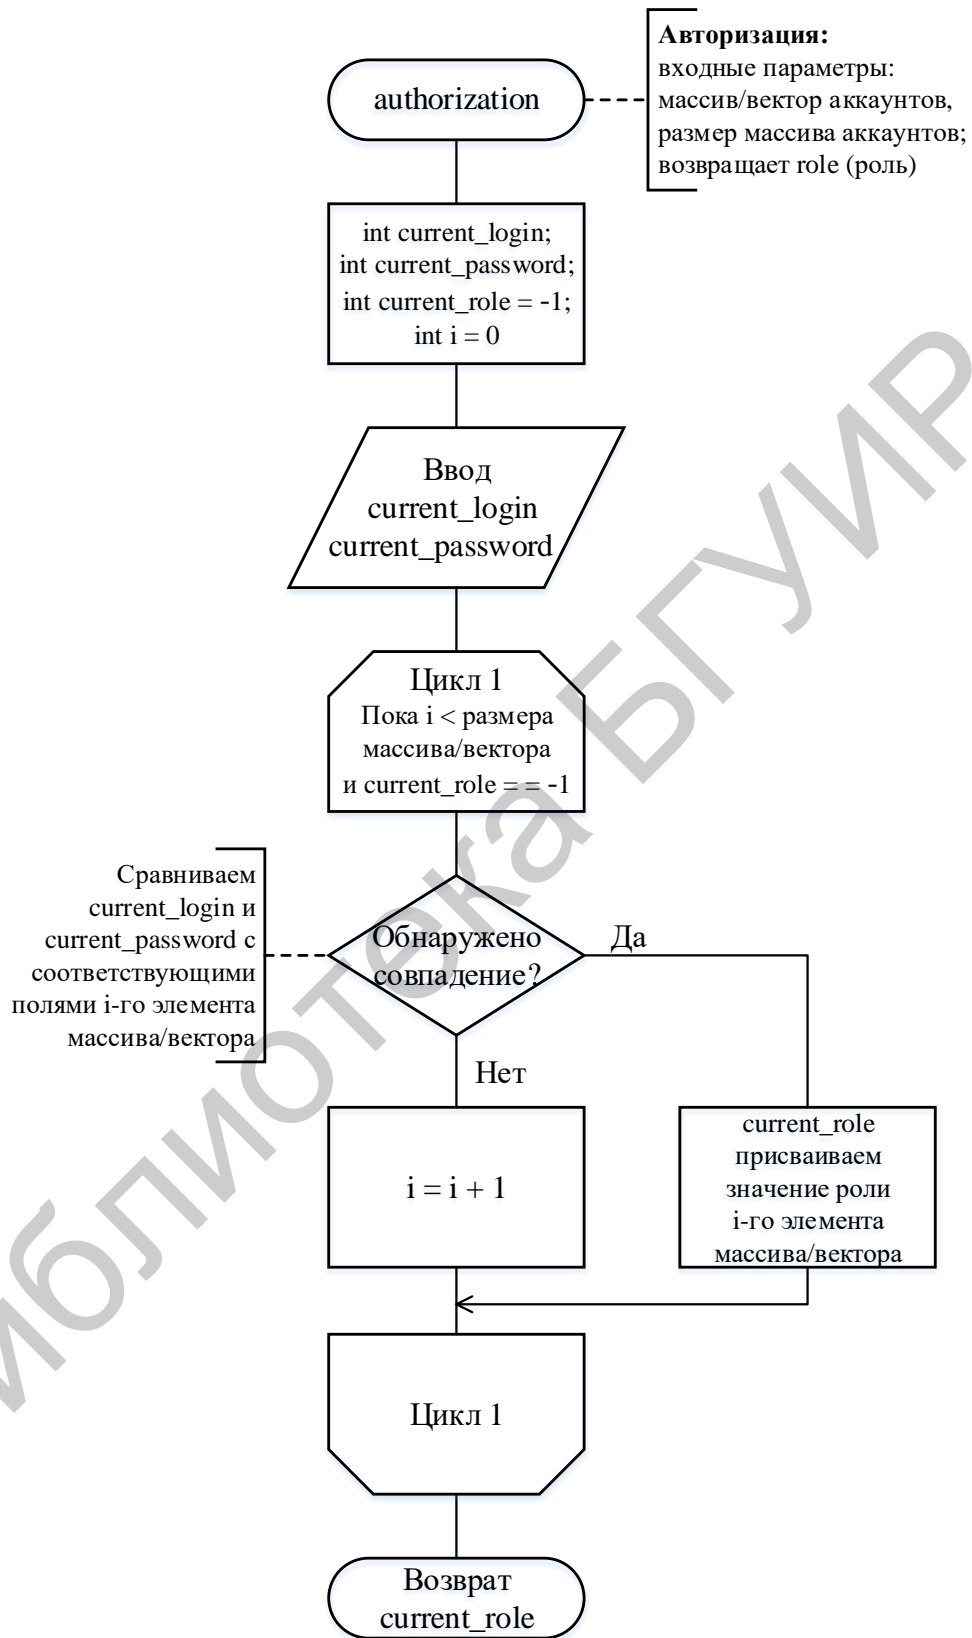 authorization
Авторизация:
входные параметры:
массив/вектор аккаунтов,
размер массива аккаунтов;
возвращает role (роль)
int current_login;
int current_password;
int current_role = -1;
int i = 0
Ввод
current_login
current_password
Цикл 1
Пока i < размера
массива/вектора
и current_role = = -1
Сравниваем
current_login и
current_password с
соответствующими
полями i-го элемента
массива/вектора
Обнаружено
совпадение?
Да
Нет
i = i + 1
current_role
присваиваем
значение роли
i-го элемента
массива/вектора
Цикл 1
Возврат
current_role
иблиотека БГУИР